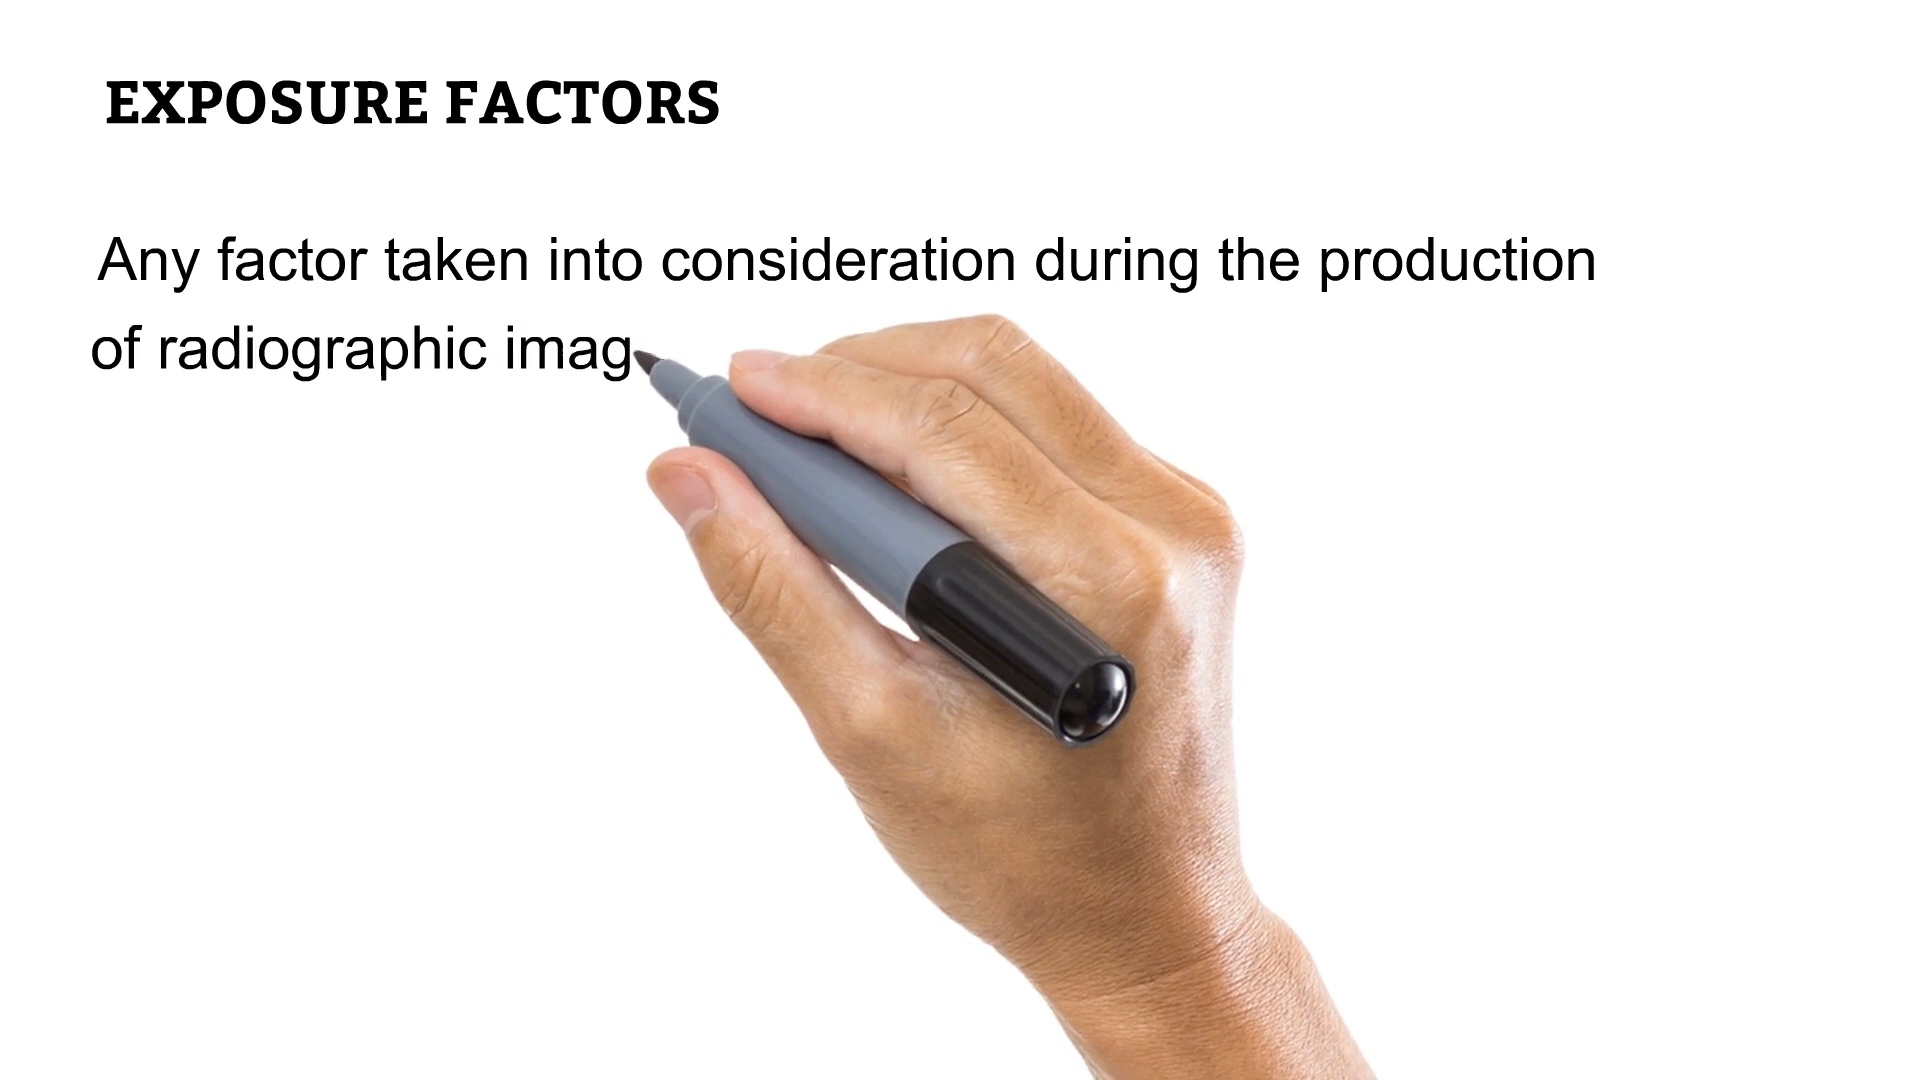 EXPOSURE FACTORS
Any factor taken into consideration during the production
of radiographic imag